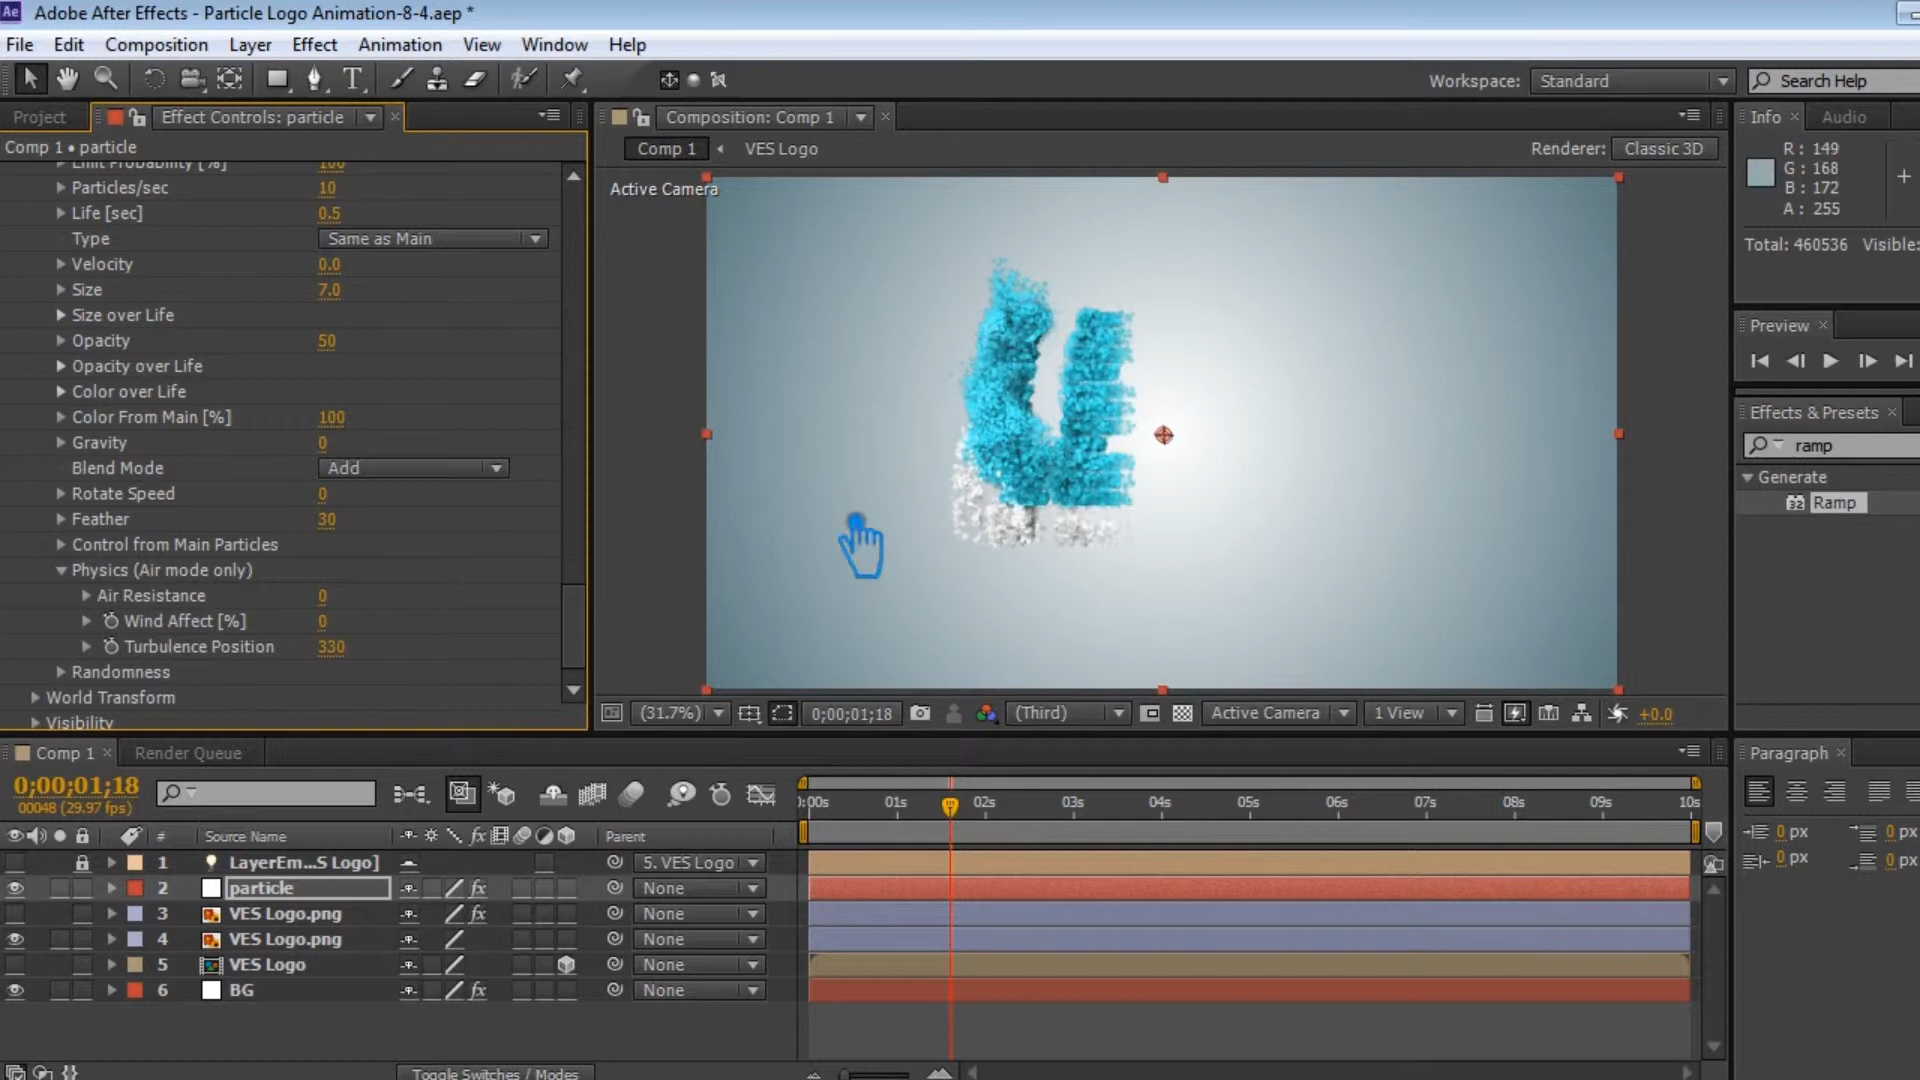 Ae Adobe After Effects - Particle Logo Animation-8-4.aep *
File Edit Composition Layer Effect Animation View Window Help
Workspace: Standard Search Help
Project Effect Controls: particle
Comp 1 • particle
Limit Probability [%] 100
Particles/sec 10
Life [sec] 0.5
Type Same as Main
Velocity 0.0
Size 7.0
Size over Life
Opacity 50
Opacity over Life
Color over Life
Color From Main [%] 100
Gravity 0
Blend Mode Add
Rotate Speed 0
Feather 30
Control from Main Particles
Physics (Air mode only)
Air Resistance 0
Wind Affect [%] 0
Turbulence Position 330
Randomness
World Transform
Visibility
Composition: Comp 1
Comp 1 VES Logo
Renderer: Classic 3D
Active Camera
(31.7%) 0;00;01;18 (Third) Active Camera 1 View +0.0
Info Audio
R: 149
G: 168
B: 172
A: 255
Total: 460536 Visible:
Preview
Effects & Presets
ramp
Generate
32 Ramp
Comp 1 Render Queue
0;00;01;18
00048 (29.97 fps)
# Source Name fx Parent
1 LayerEm...S Logo] 5. VES Logo
2 particle fx None
3 VES Logo.png fx None
4 VES Logo.png None
5 VES Logo None
6 BG fx None
):00s 01s 02s 03s 04s 05s 06s 07s 08s 09s 10s
Toggle Switches / Modes
Paragraph
0 px 0 px
0 px 0 px